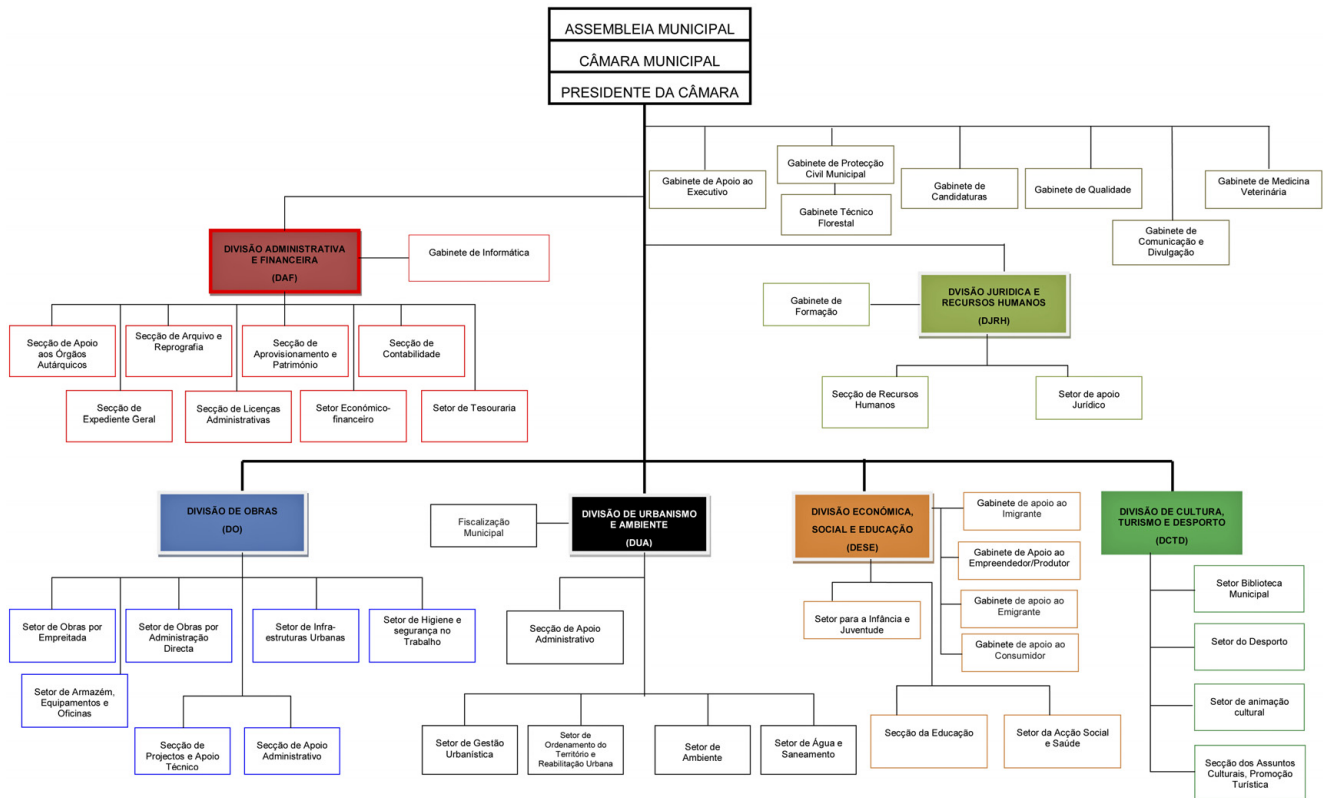 ASSEMBLEIA MUNICIPAL
CÂMARA MUNICIPAL
PRESIDENTE DA CÂMARA
Gabinete de Apoio ao
Executivo
Gabinete de Protecção
Civil Municipal
Gabinete Técnico
Florestal
Gabinete de
Candidaturas
Gabinete de Qualidade
Gabinete de
Comunicação e
Divulgação
Gabinete de Medicina
Veterinária
DIVISÃO ADMINISTRATIVA
E FINANCEIRA
(DAF)
Gabinete de Informática
Secção de Apoio
aos Órgãos
Autárquicos
Secção de Arquivo e
Reprografia
Secção de
Aprovisionamento e
Património
Secção de
Contabilidade
Secção de
Expediente Geral
Secção de Licenças
Administrativas
Setor Económico-
financeiro
Setor de Tesouraria
DVISÃO JURIDICA E
RECURSOS HUMANOS
(DJRH)
Gabinete de
Formação
Secção de Recursos
Humanos
Setor de apoio
Jurídico
DIVISÃO DE OBRAS
(DO)
Setor de Obras por
Empreitada
Setor de Obras por
Administração
Directa
Setor de Infra-
estruturas Urbanas
Setor de Higiene e
segurança no
Trabalho
Setor de Armazém,
Equipamentos e
Oficinas
Secção de
Projectos e Apoio
Técnico
Secção de Apoio
Administrativo
DIVISÃO DE URBANISMO
E AMBIENTE
(DUA)
Fiscalização
Municipal
Secção de Apoio
Administrativo
Setor de Gestão
Urbanística
Setor de
Ordenamento do
Território e
Reabilitação Urbana
Setor de
Ambiente
Setor de Água e
Saneamento
DIVISÃO ECONÓMICA,
SOCIAL E EDUCAÇÃO
(DESE)
Gabinete de apoio ao
Imigrante
Gabinete de Apoio ao
Empreendedor/Produtor
Gabinete de apoio ao
Emigrante
Gabinete de apoio ao
Consumidor
Setor para a Infância e
Juventude
Secção da Educação
Setor da Acção Social
e Saúde
DIVISÃO DE CULTURA,
TURISMO E DESPORTO
(DCTD)
Setor Biblioteca
Municipal
Setor do Desporto
Setor de animação
cultural
Secção dos Assuntos
Culturais, Promoção
Turística